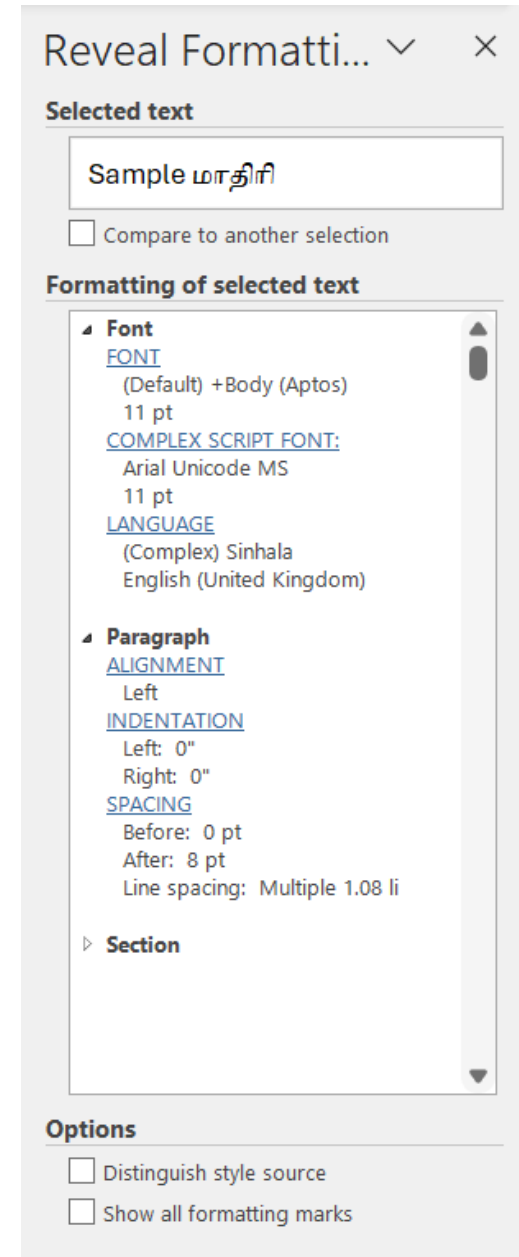 Reveal Formatti...
Selected text
Sample மாதிரி
Compare to another selection
Formatting of selected text
Font
FONT
(Default) +Body (Aptos)
11 pt
COMPLEX SCRIPT FONT:
Arial Unicode MS
11 pt
LANGUAGE
(Complex) Sinhala
English (United Kingdom)
Paragraph
ALIGNMENT
Left
INDENTATION
Left:  0"
Right:  0"
SPACING
Before:  0 pt
After:  8 pt
Line spacing:  Multiple 1.08 li
Section
Options
Distinguish style source
Show all formatting marks